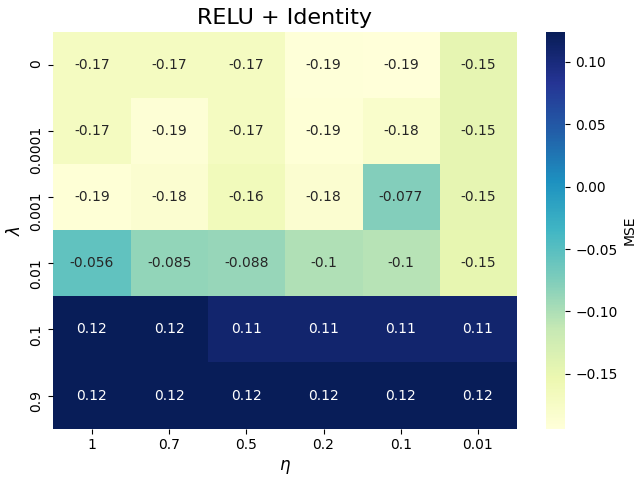 RELU + Identity
0 -0.17 -0.17 -0.17 -0.19 -0.19 -0.15
0.0001 -0.17 -0.19 -0.17 -0.19 -0.18 -0.15
0.001 -0.19 -0.18 -0.16 -0.18 -0.077 -0.15
0.01 -0.056 -0.085 -0.088 -0.1 -0.1 -0.15
0.1 0.12 0.12 0.11 0.11 0.11 0.11
0.9 0.12 0.12 0.12 0.12 0.12 0.12
1 0.7 0.5 0.2 0.1 0.01
η
λ
0.10
0.05
0.00
−0.05
−0.10
−0.15
MSE